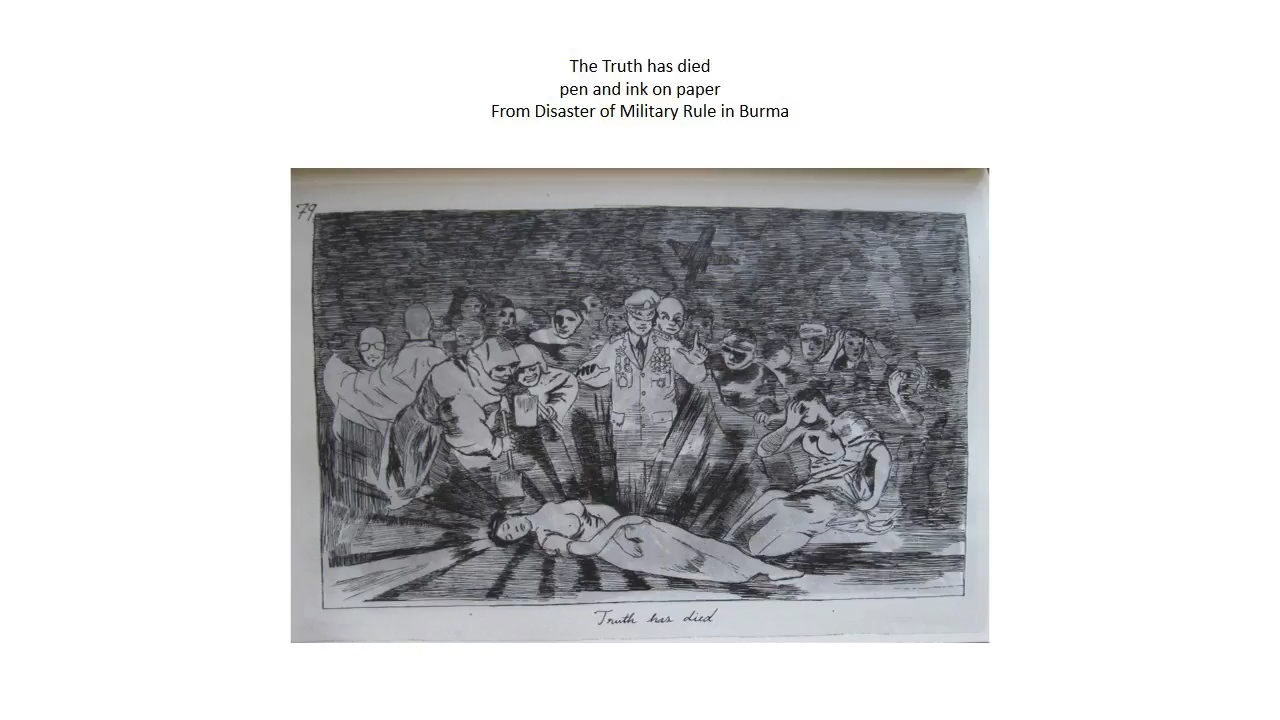 The Truth has died
pen and ink on paper
From Disaster of Military Rule in Burma
79
Truth has died